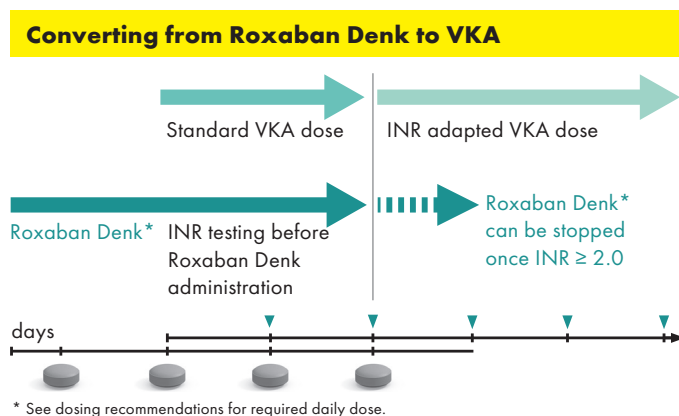 Converting from Roxaban Denk to VKA
Standard VKA dose
INR adapted VKA dose
Roxaban Denk*
INR testing before
Roxaban Denk
administration
Roxaban Denk*
can be stopped
once INR ≥ 2.0
days
* See dosing recommendations for required daily dose.